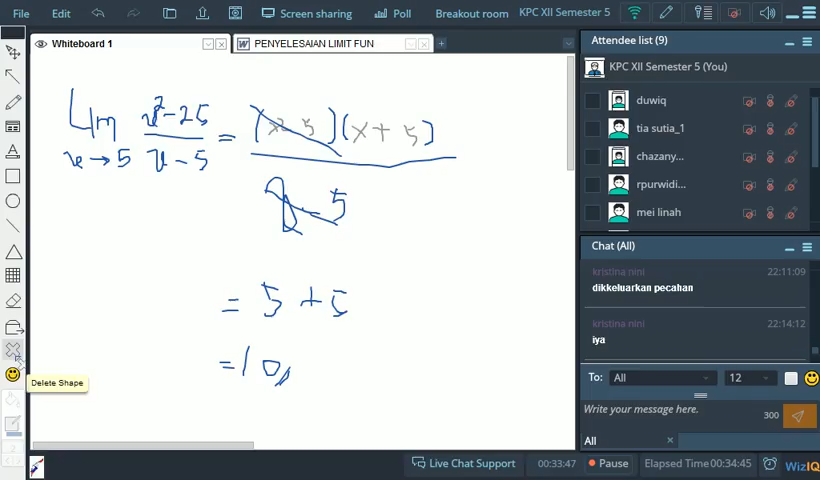 File Edit Screen sharing Poll Breakout room KPC XII Semester 5
Whiteboard 1 PENYELESAIAN LIMIT FUN
Lim x²-25 = (x-5)(x+5)
x→5 x-5 x-5
= 5+5
= 10,
Delete Shape
Attendee list (9)
KPC XII Semester 5 (You)
duwiq
tia sutia_1
chazany...
rpurwidi...
mei linah
Chat (All)
kristina nini 22:11:09
dikkeluarkan pecahan
kristina nini 22:14:12
iya
To: All 12
Write your message here. 300
All
Live Chat Support 00:33:47 Pause Elapsed Time 00:34:45 WizIQ